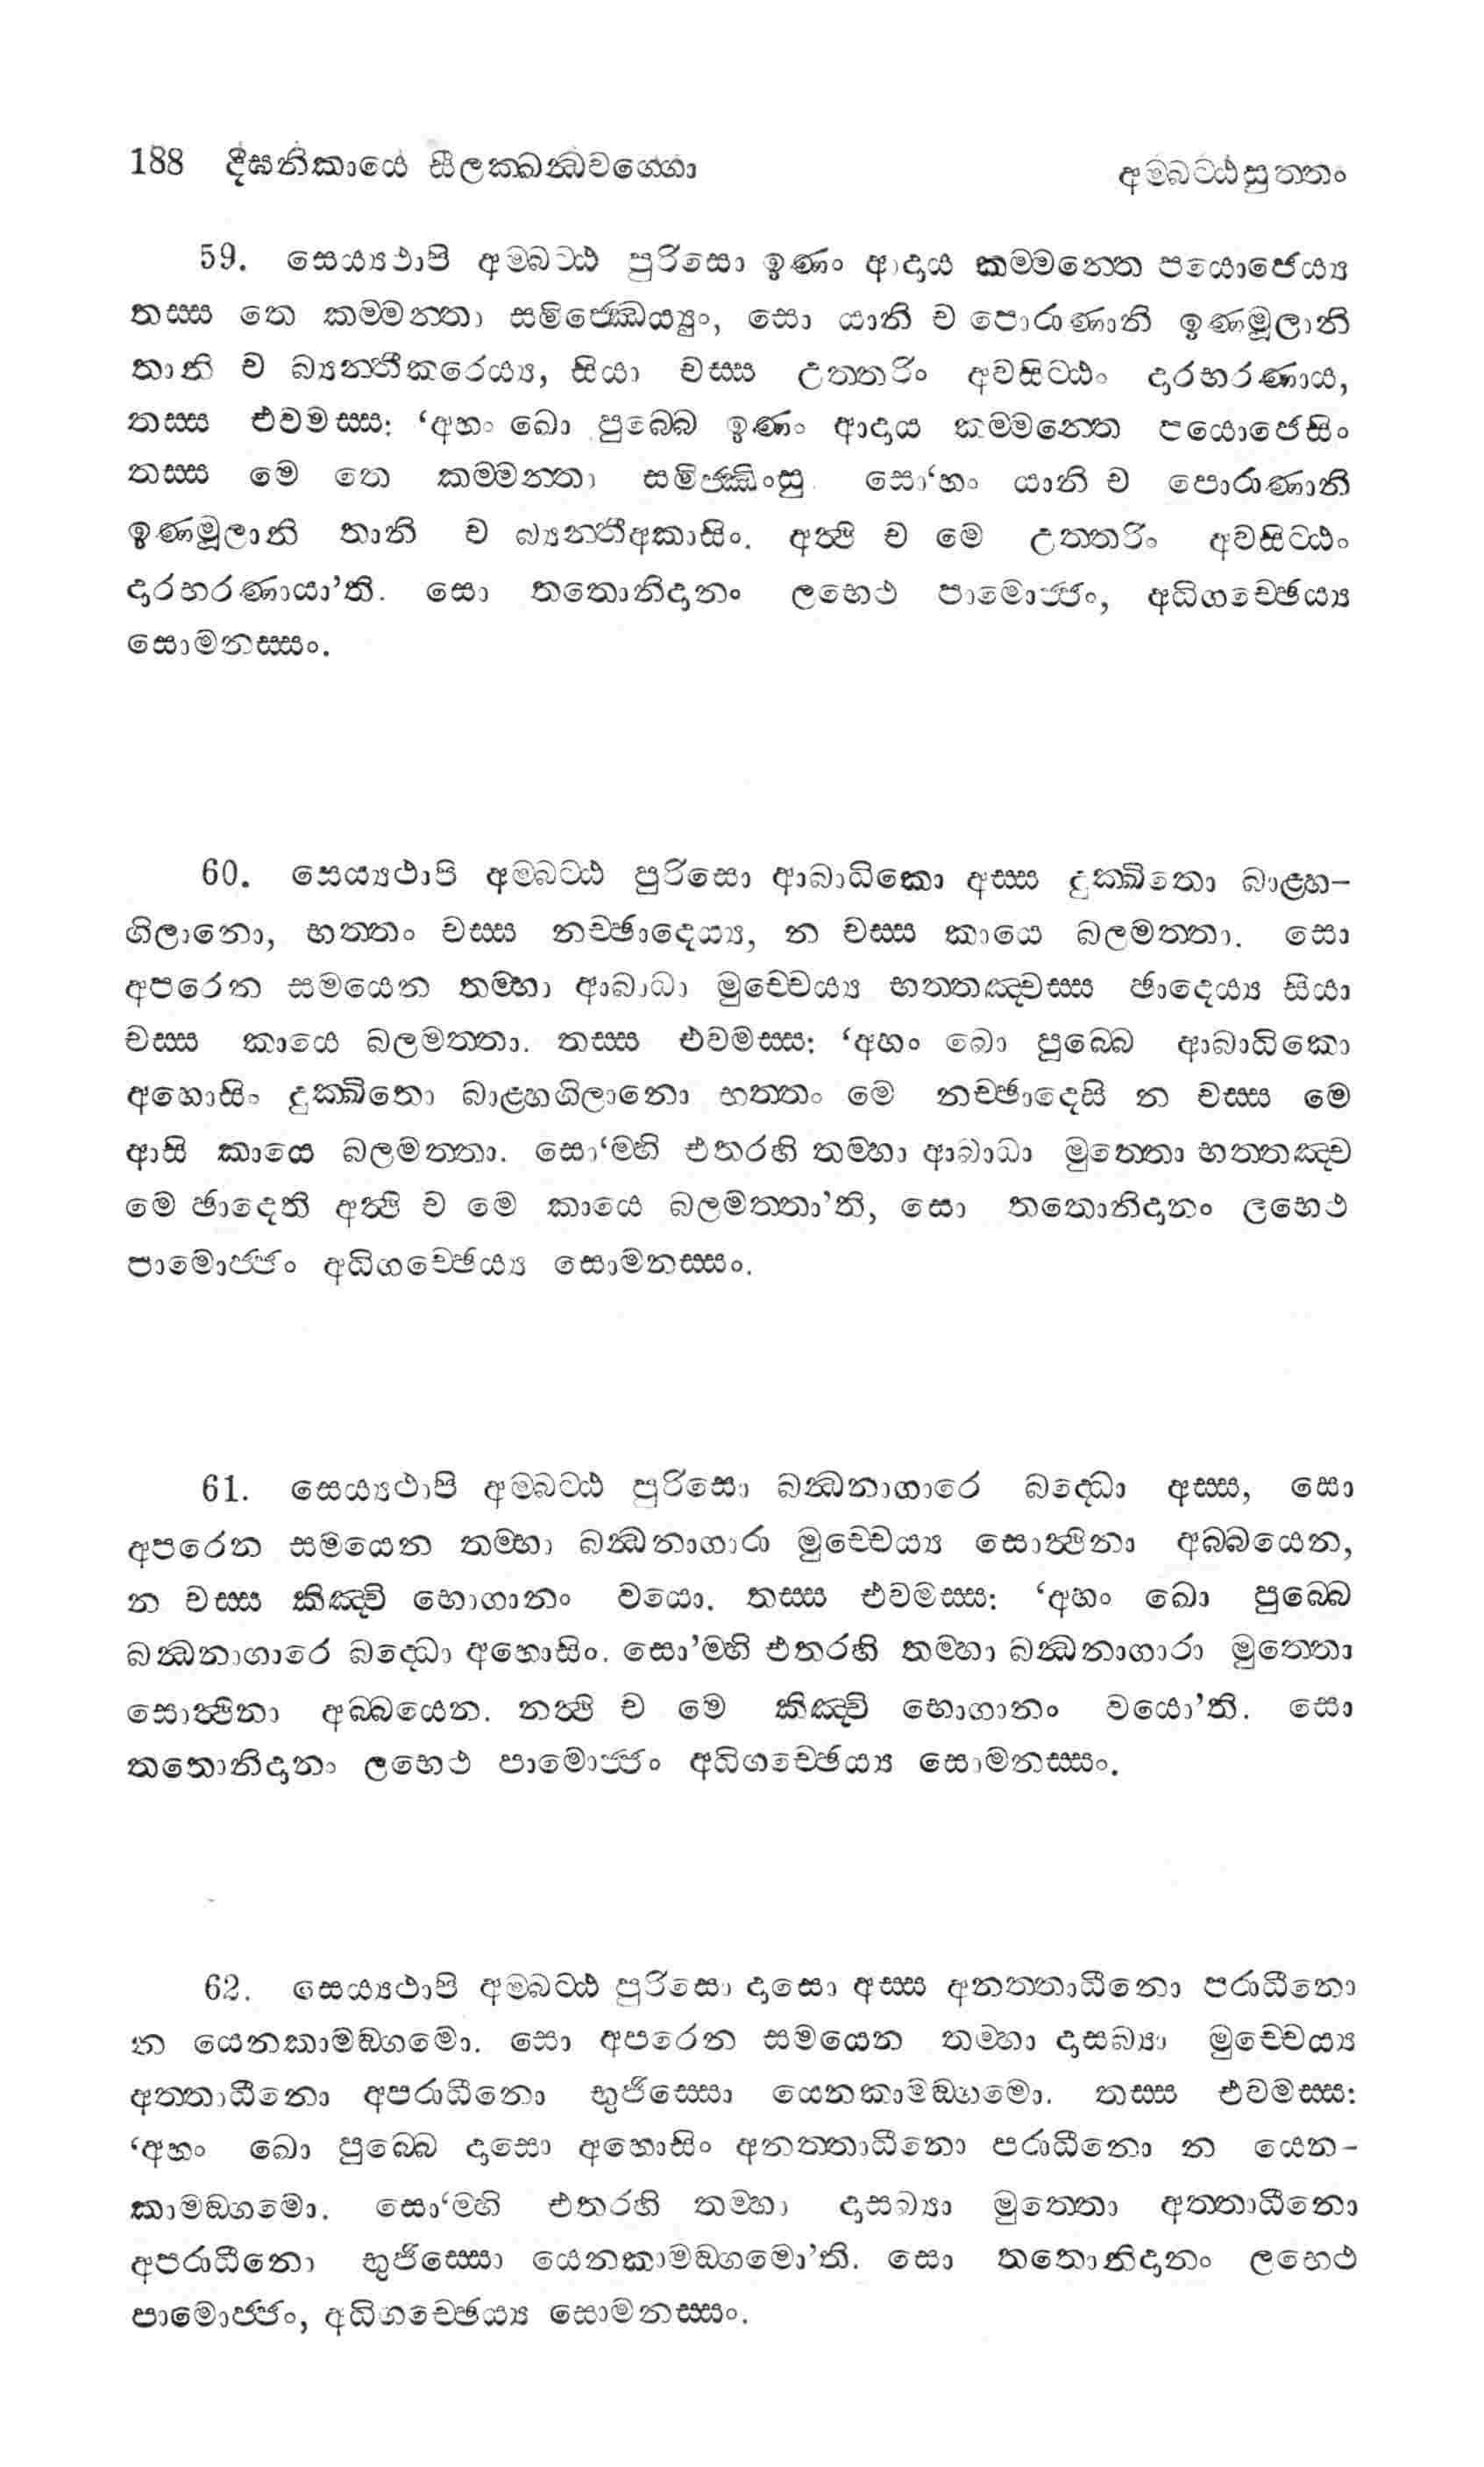 188 දීඝනිකායෙ සීලක්ඛන්ධවග්ගො අම්බට්ඨසුත්තං
59. සෙය්‍යථාපි අම්බට්ඨ පුරිසො ඉණං ආදාය කම්මන්තෙ පයොජෙය්‍ය
තස්ස තෙ කම්මන්තා සමිජ්ඣෙය්‍යුං, සො යානි ච පොරාණානි ඉණමූලානි
තානි ච බ්‍යන්තීකරෙය්‍ය, සියා චස්ස උත්තරිං අවසිට්ඨං දාරභරණාය,
තස්ස එවමස්ස: ‘අහං ඛො පුබ්බෙ ඉණං ආදාය කම්මන්තෙ පයොජෙසිං
තස්ස මෙ තෙ කම්මන්තා සමිජ්ඣිංසු. සො‘හං යානි ච පොරාණානි
ඉණමූලානි තානි ච බ්‍යන්තීඅකාසිං. අත්ථි ච මෙ උත්තරිං අවසිට්ඨං
දාරභරණායා’ති. සො තතොනිදානං ලභෙථ පාමොජ්ජං, අධිගච්ඡෙය්‍ය
සොමනස්සං.
60. සෙය්‍යථාපි අම්බට්ඨ පුරිසො ආබාධිකො අස්ස දුක්ඛිතො බාළ්හ-
ගිලානො, භත්තං චස්ස නච්ඡාදෙය්‍ය, න චස්ස කායෙ බලමත්තා. සො
අපරෙන සමයෙන තම්හා ආබාධා මුච්චෙය්‍ය භත්තඤ්චස්ස ඡාදෙය්‍ය සියා
චස්ස කායෙ බලමත්තා. තස්ස එවමස්ස: ‘අහං ඛො පුබ්බෙ ආබාධිකො
අහොසිං දුක්ඛිතො බාළ්හගිලානො භත්තං මෙ නච්ඡාදෙසි න චස්ස මෙ
ආසි කායෙ බලමත්තා. සො‘ම්හි එතරහි තම්හා ආබාධා මුත්තො භත්තඤ්ච
මෙ ඡාදෙති අත්ථි ච මෙ කායෙ බලමත්තා’ති, සො තතොනිදානං ලභෙථ
පාමොජ්ජං අධිගච්ඡෙය්‍ය සොමනස්සං.
61. සෙය්‍යථාපි අම්බට්ඨ පුරිසො බන්ධනාගාරෙ බද්ධො අස්ස, සො
අපරෙන සමයෙන තම්හා බන්ධනාගාරා මුච්චෙය්‍ය සොත්ථිනා අබ්බයෙන,
න චස්ස කිඤ්චි භොගානං වයො. තස්ස එවමස්ස: ‘අහං ඛො පුබ්බෙ
බන්ධනාගාරෙ බද්ධො අහොසිං. සො’ම්හි එතරහි තම්හා බන්ධනාගාරා මුත්තො
සොත්ථිනා අබ්බයෙන. නත්ථි ච මෙ කිඤ්චි භොගානං වයො’ති. සො
තතොනිදානා ලභෙථ පාමොජ්ජං අධිගච්ඡෙය්‍ය සොමනස්සං.
62. සෙය්‍යථාපි අම්බට්ඨ පුරිසො දාසො අස්ස අනත්තාධීනො පරාධීනො
න යෙනකාමඞ්ගමො. සො අපරෙන සමයෙන තම්හා දාසබ්‍යා මුච්චෙය්‍ය
අත්තාධීනො අපරාධීනො භුජිස්සො යෙනකාමඞ්ගමො. තස්ස එවමස්ස:
‘අහං ඛො පුබ්බෙ දාසො අහොසිං අනත්තාධීනො පරාධීනො න යෙන-
කාමඞ්ගමො. සො‘ම්හි එතරහි තම්හා දාසබ්‍යා මුත්තො අත්තාධීනො
අපරාධීනො භුජිස්සො යෙනකාමඞ්ගමො’ති. සො තතොනිදානං ලභෙථ
පාමොජ්ජං, අධිගච්ඡෙය්‍ය සොමනස්සං.